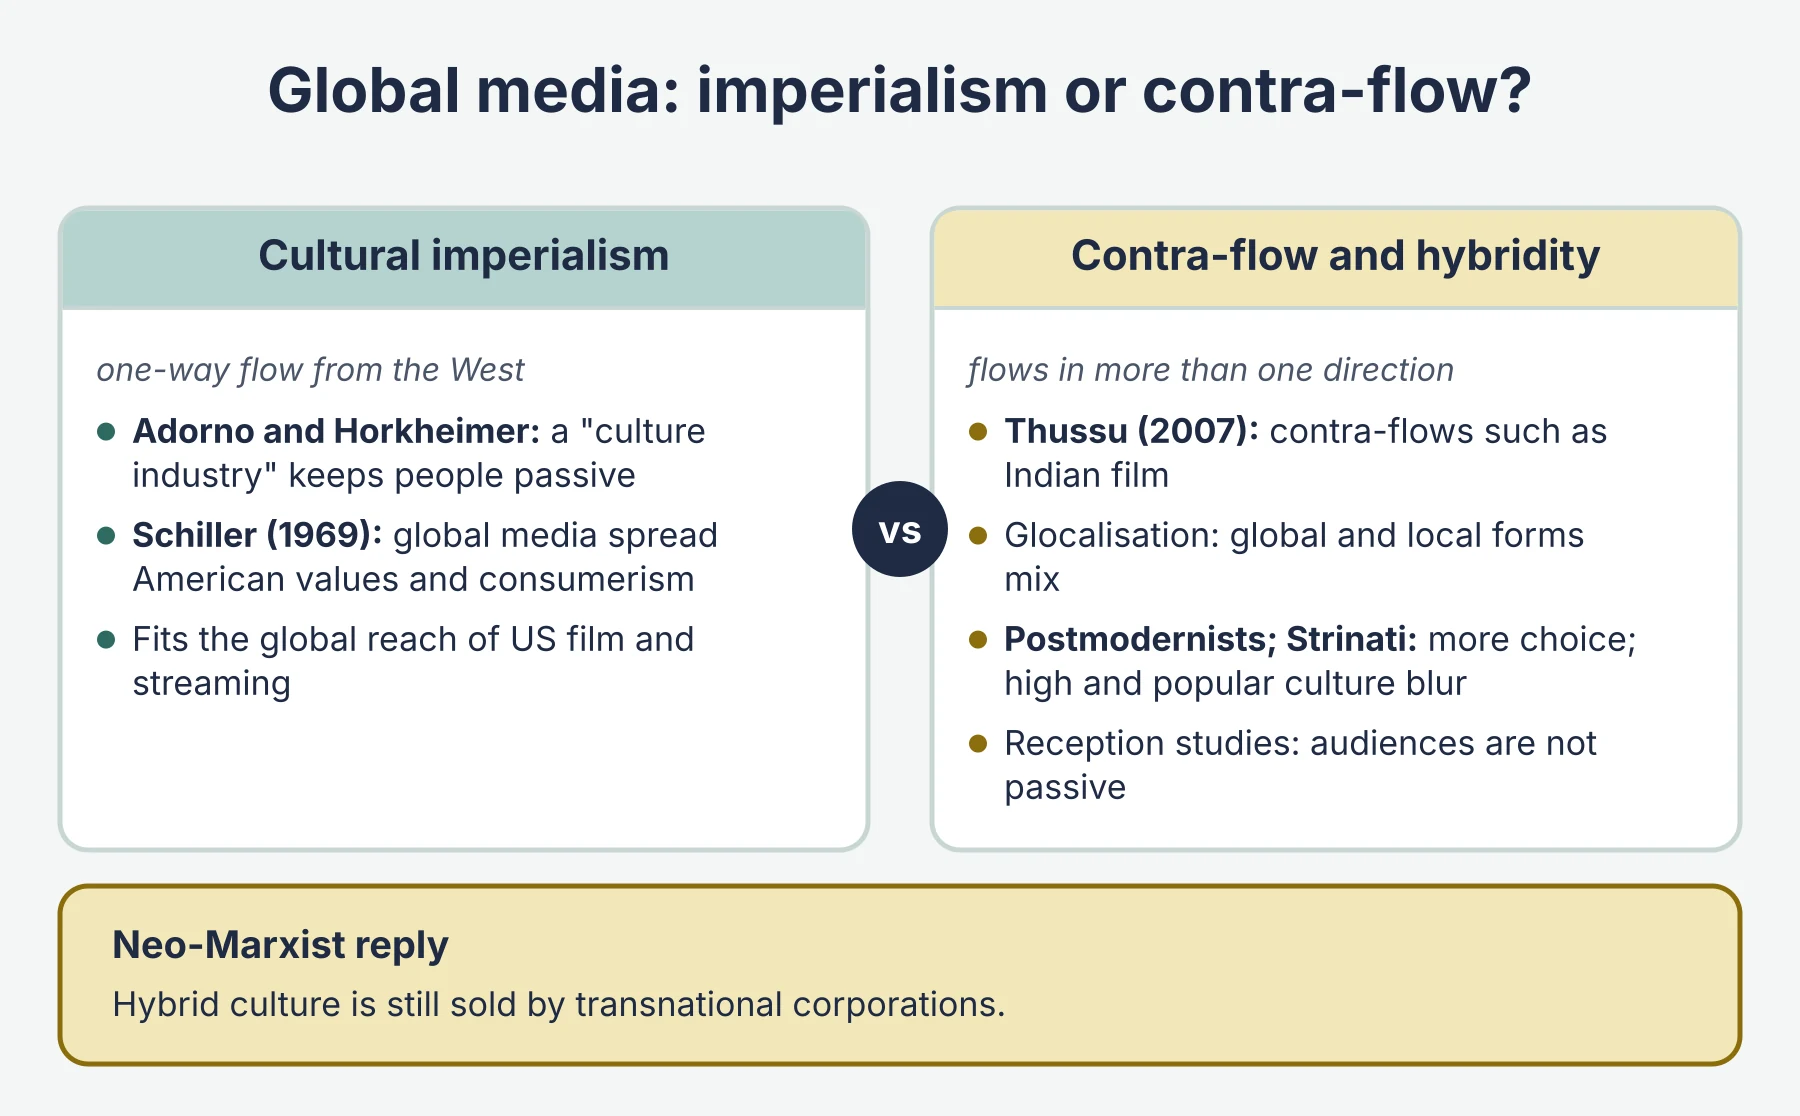 Global media: imperialism or contra-flow?
Cultural imperialism
one-way flow from the West
Adorno and Horkheimer: a "culture
industry" keeps people passive
Schiller (1969): global media spread
American values and consumerism
Fits the global reach of US film and
streaming
vs
Contra-flow and hybridity
flows in more than one direction
Thussu (2007): contra-flows such as
Indian film
Glocalisation: global and local forms
mix
Postmodernists; Strinati: more choice;
high and popular culture blur
Reception studies: audiences are not
passive
Neo-Marxist reply
Hybrid culture is still sold by transnational corporations.